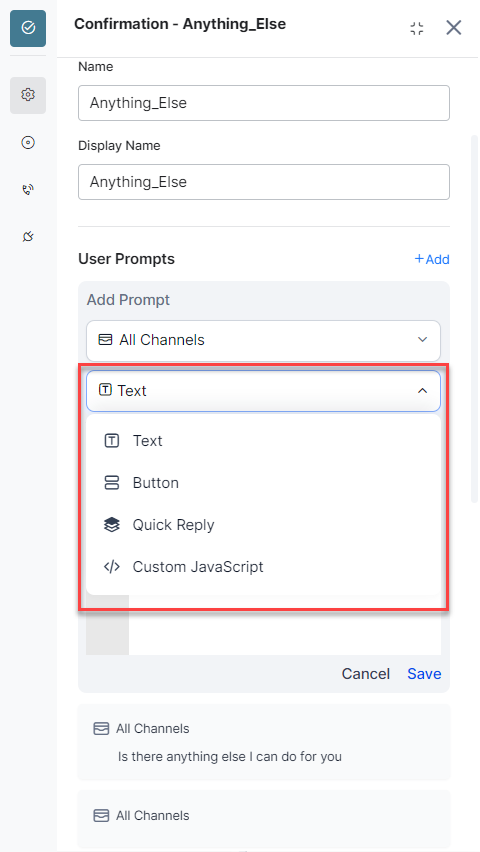 Confirmation - Anything_Else
Name
Anything_Else
Display Name
Anything_Else
User Prompts
+Add
Add Prompt
All Channels
Text
Text
Button
Quick Reply
Custom JavaScript
Cancel Save
All Channels
Is there anything else I can do for you
All Channels